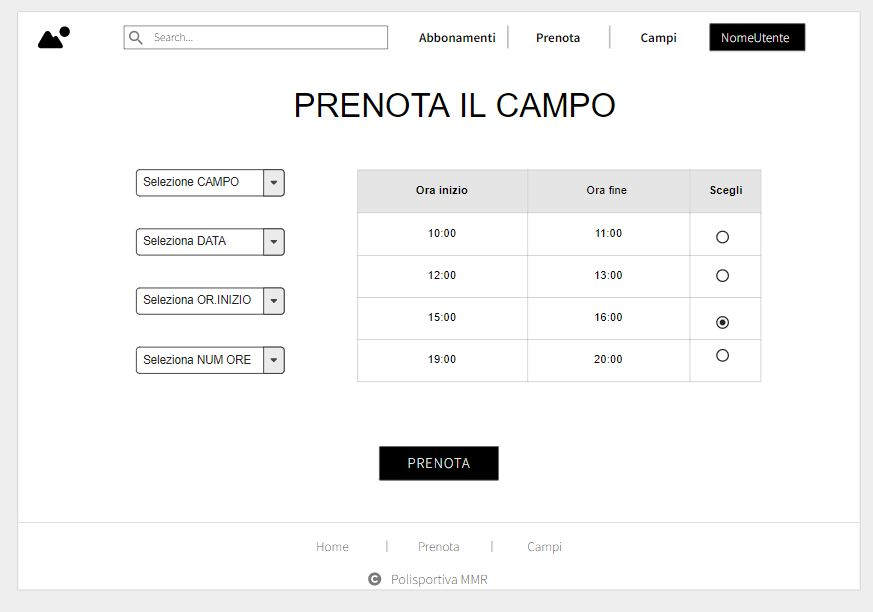 Search... Abbonamenti Prenota Campi NomeUtente
PRENOTA IL CAMPO
Selezione CAMPO
Seleziona DATA
Seleziona OR.INIZIO
Seleziona NUM ORE
Ora inizio Ora fine Scegli
10:00 11:00
12:00 13:00
15:00 16:00
19:00 20:00
PRENOTA
Home | Prenota | Campi
© Polisportiva MMR